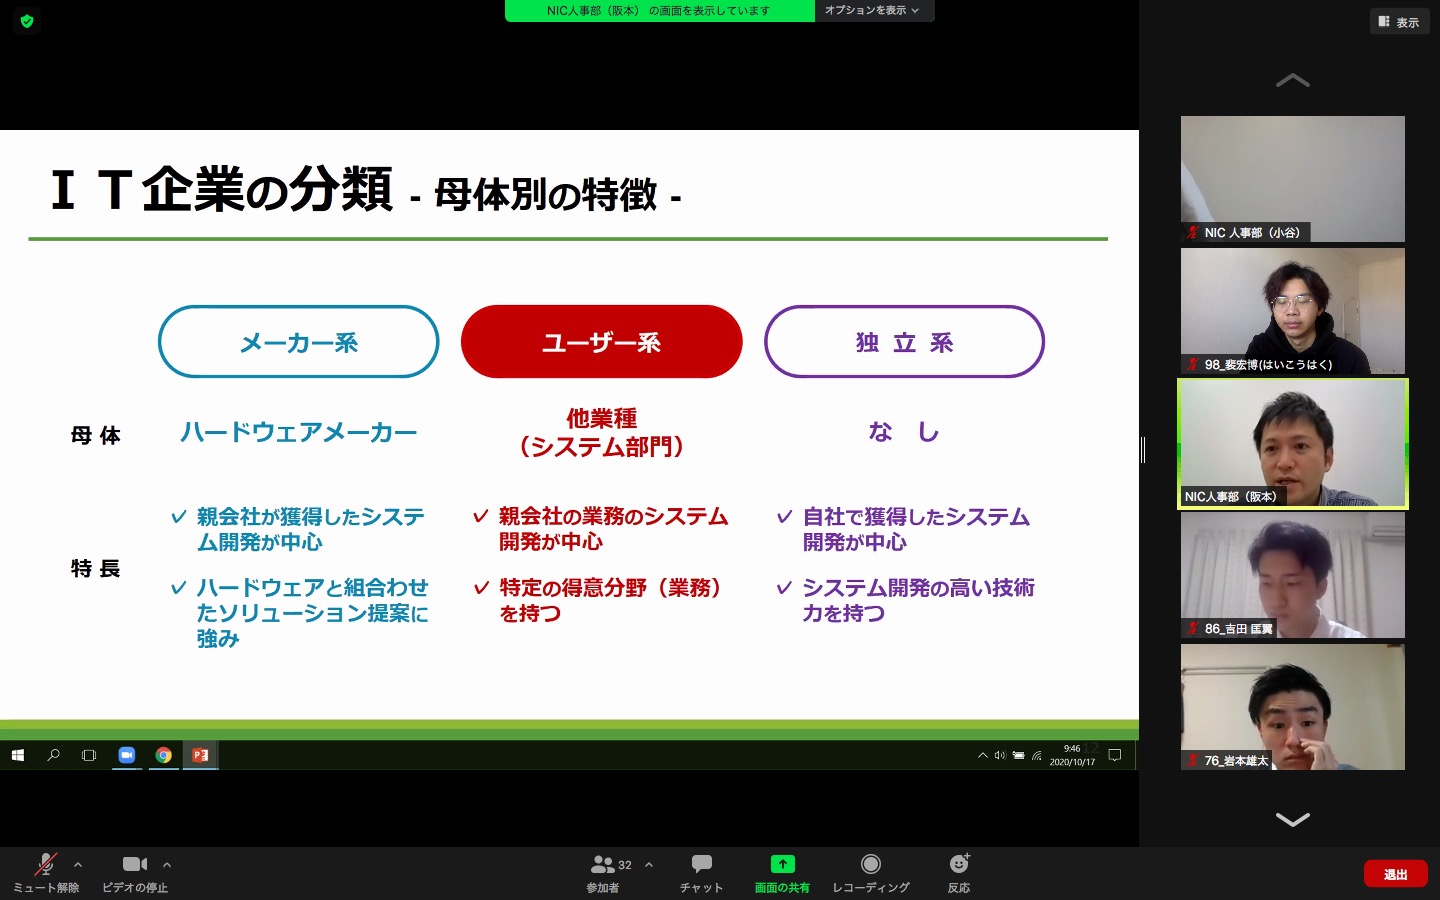 NIC人事部（阪本） の画面を表示しています
オプションを表示
表示
ＩＴ企業の分類 - 母体別の特徴 -
メーカー系
ユーザー系
独 立 系
母 体
ハードウェアメーカー
他業種
（システム部門）
な し
特 長
✓ 親会社が獲得したシステ
ム開発が中心
✓ ハードウェアと組合わせ
たソリューション提案に
強み
✓ 親会社の業務のシステム
開発が中心
✓ 特定の得意分野（業務）
を持つ
✓ 自社で獲得したシステム
開発が中心
✓ システム開発の高い技術
力を持つ
12
9:46
2020/10/17
NIC 人事部（小谷）
98_裴宏博(はいこうはく)
NIC人事部（阪本）
86_吉田 匡翼
76_岩本雄太
ミュート解除
ビデオの停止
32
参加者
チャット
画面の共有
レコーディング
反応
退出